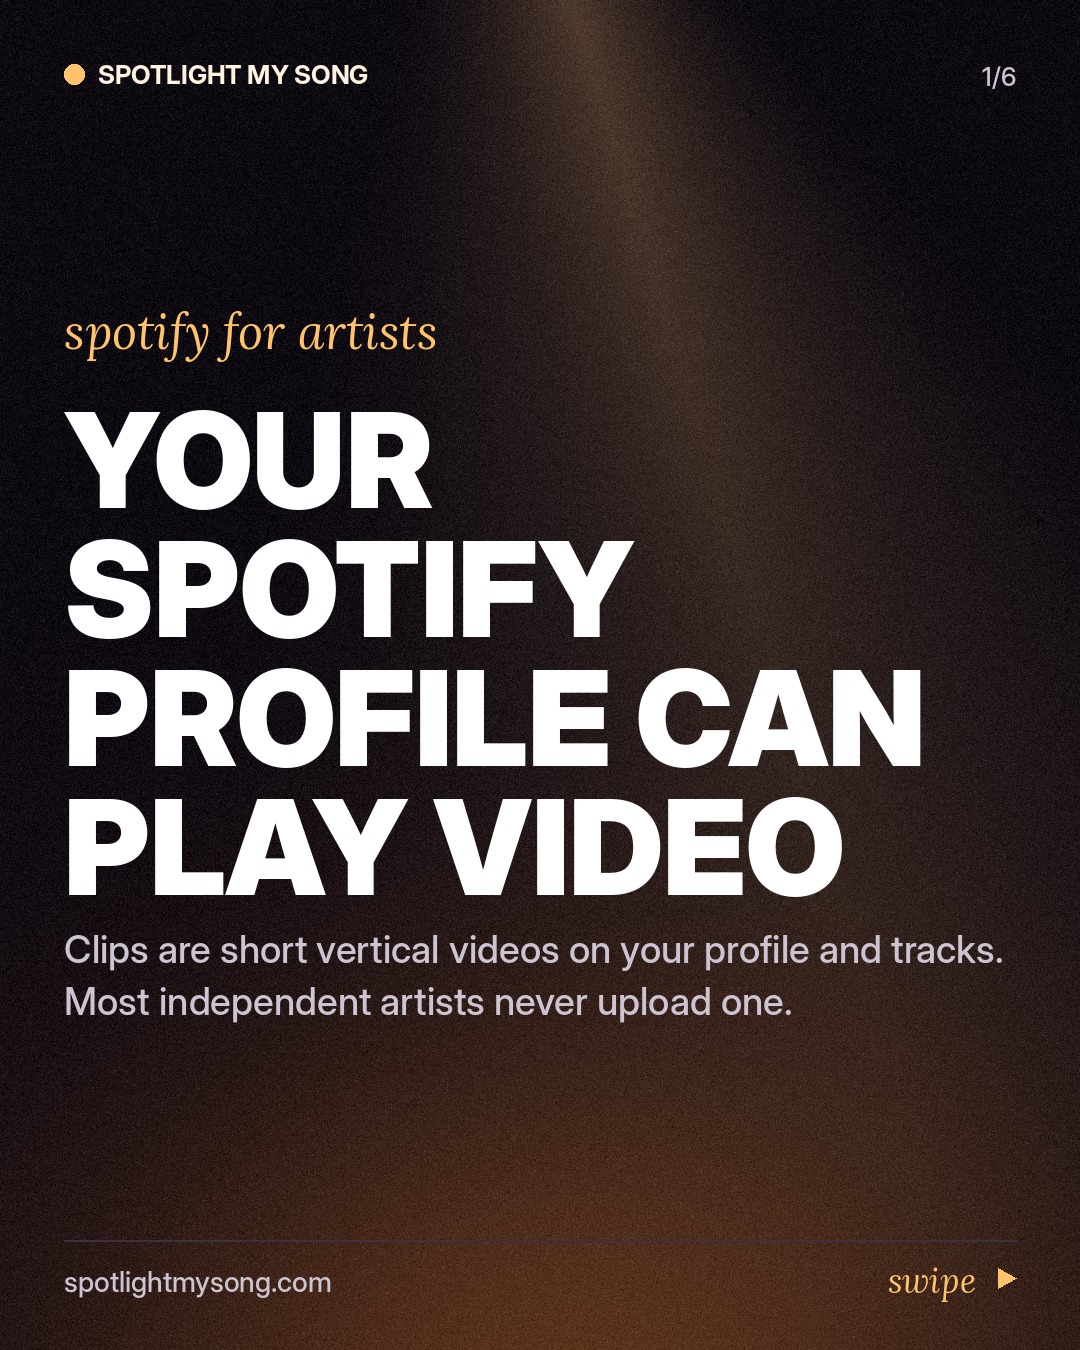 SPOTLIGHT MY SONG
1/6
spotify for artists
YOUR
SPOTIFY
PROFILE CAN
PLAY VIDEO
Clips are short vertical videos on your profile and tracks.
Most independent artists never upload one.
spotlightmysong.com
swipe